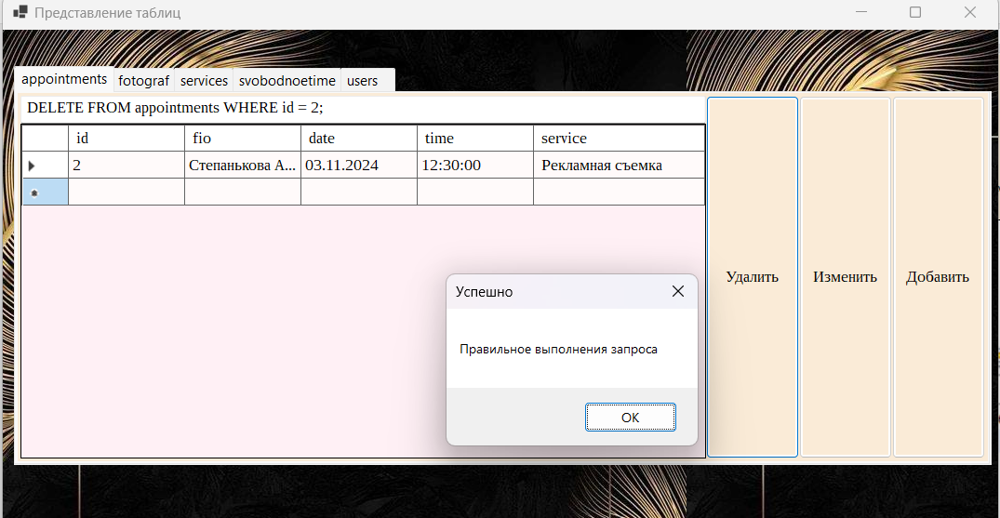 Представление таблиц
appointments fotograf services svobodnoetime users
DELETE FROM appointments WHERE id = 2;
id fio date time service
2 Степанькова А... 03.11.2024 12:30:00 Рекламная съемка
Удалить Изменить Добавить
Успешно
Правильное выполнения запроса
ОК